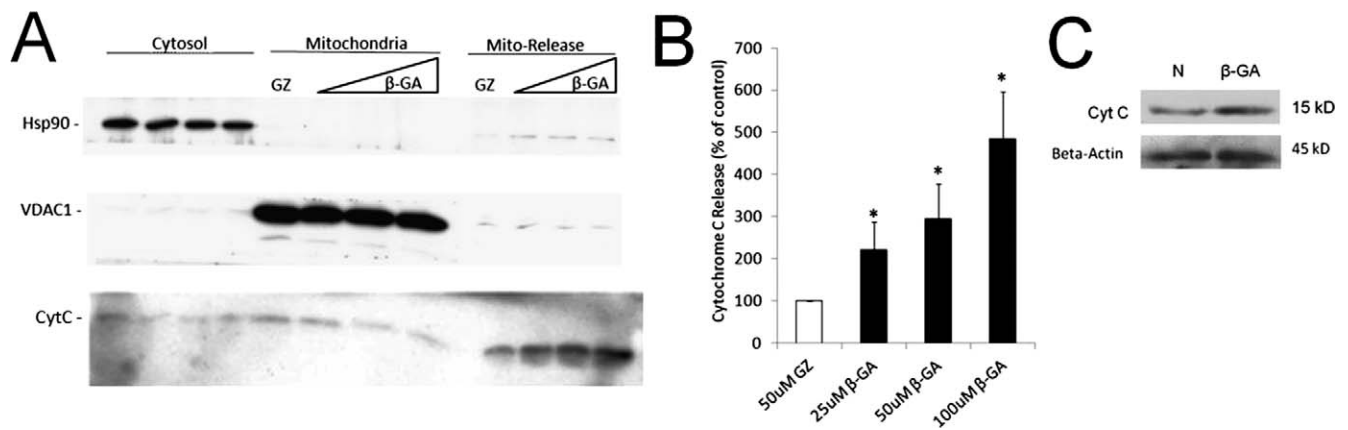 A
Cytosol Mitochondria Mito-Release
GZ β-GA GZ β-GA
Hsp90 -
VDAC1 -
CytC -
B
Cytochrome C Release (% of control)
700
600
500
400
300
200
100
0
*
*
*
50uM GZ
25uM β-GA
50uM β-GA
100uM β-GA
C
N β-GA
Cyt C 15 kD
Beta-Actin 45 kD